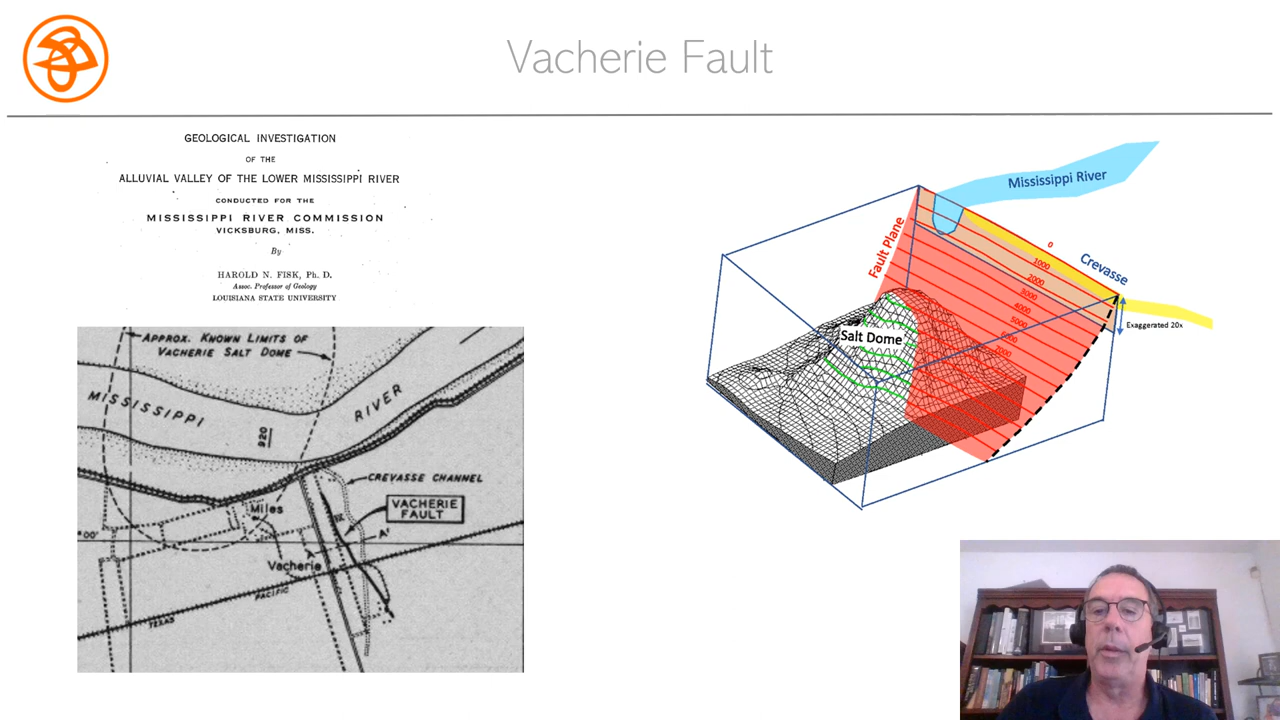 Vacherie Fault
GEOLOGICAL INVESTIGATION
OF THE
ALLUVIAL VALLEY OF THE LOWER MISSISSIPPI RIVER
CONDUCTED FOR THE
MISSISSIPPI RIVER COMMISSION
VICKSBURG, MISS.
By
HAROLD N. FISK, Ph. D.
Assoc. Professor of Geology
LOUISIANA STATE UNIVERSITY
APPROX. KNOWN LIMITS OF
VACHERIE SALT DOME
MISSISSIPPI
RIVER
920
CREVASSE CHANNEL
Miles
VACHERIE
FAULT
00'
A'
A
Vacherie
PACIFIC
TEXAS
Mississippi River
Fault Plane
0
Crevasse
1000
2000
3000
4000
5000
6000
7000
Exaggerated 20x
Salt Dome